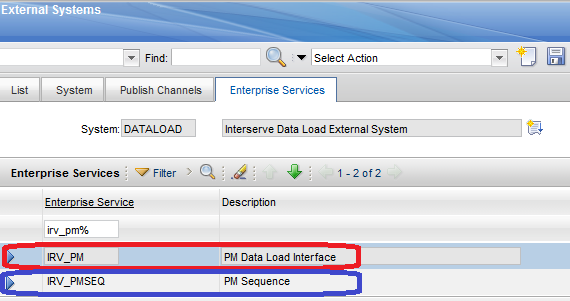 External Systems
Find: Select Action
List System Publish Channels Enterprise Services
System: DATALOAD Interserve Data Load External System
Enterprise Services Filter 1 - 2 of 2
Enterprise Service Description
irv_pm%
IRV_PM PM Data Load Interface
IRV_PMSEQ PM Sequence